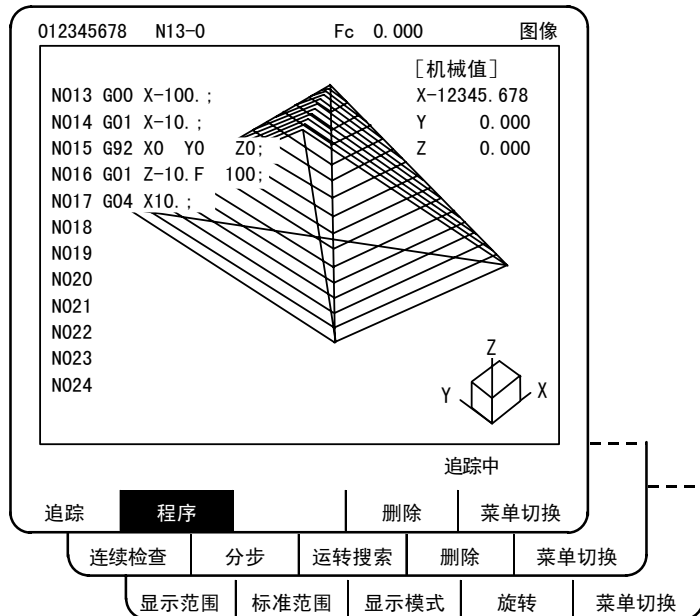 012345678 N13-0 Fc 0.000 图像
[机械值]
N013 G00 X-100.; X-12345.678
N014 G01 X-10.; Y 0.000
N015 G92 X0 Y0 Z0; Z 0.000
N016 G01 Z-10.F 100;
N017 G04 X10.;
N018
N019
N020
N021
N022
N023
N024
Z
Y X
追踪中
追踪 程序 删除 菜单切换
连续检查 分步 运转搜索 删除 菜单切换
显示范围 标准范围 显示模式 旋转 菜单切换